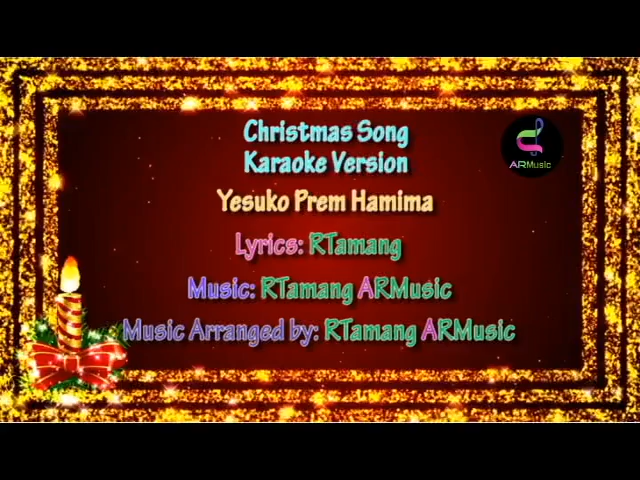 Christmas Song
Karaoke Version
ARMusic
Yesuko Prem Hamima
Lyrics: RTamang
Music: RTamang ARMusic
Music Arranged by: RTamang ARMusic